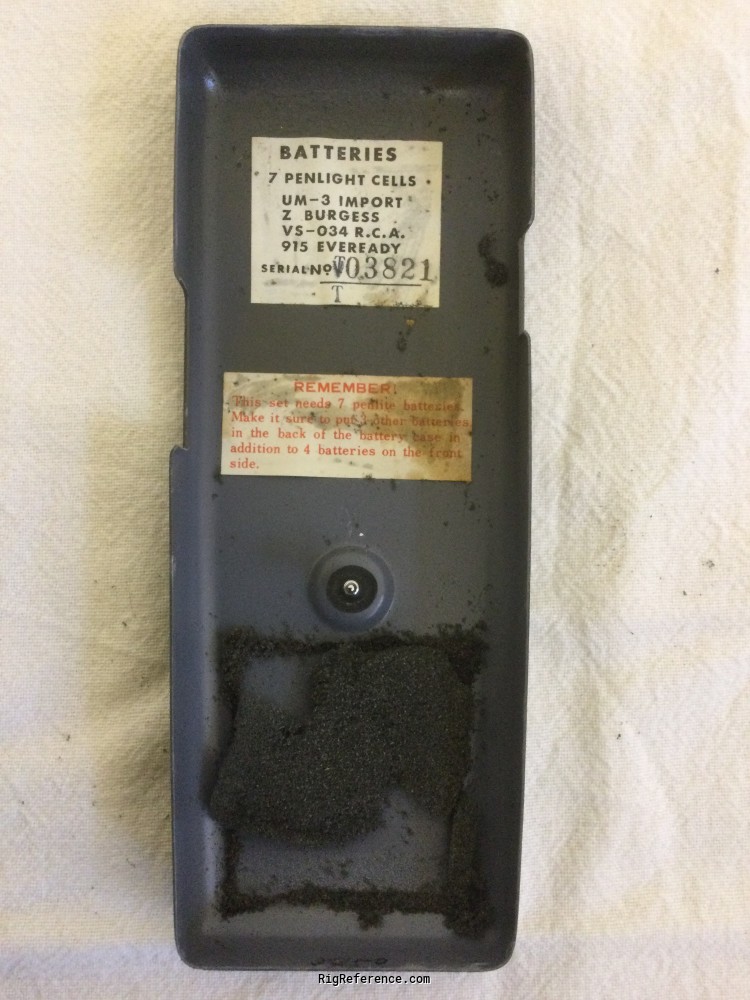 BATTERIES
7 PENLIGHT CELLS
UM-3 IMPORT
Z BURGESS
VS-034 R.C.A.
915 EVEREADY
SERIAL NO. 03821
T
REMEMBER!
This set needs 7 penlite batteries.
Make it sure to put 3 other batteries
in the back of the battery case in
addition to 4 batteries on the front
side.
RigReference.com